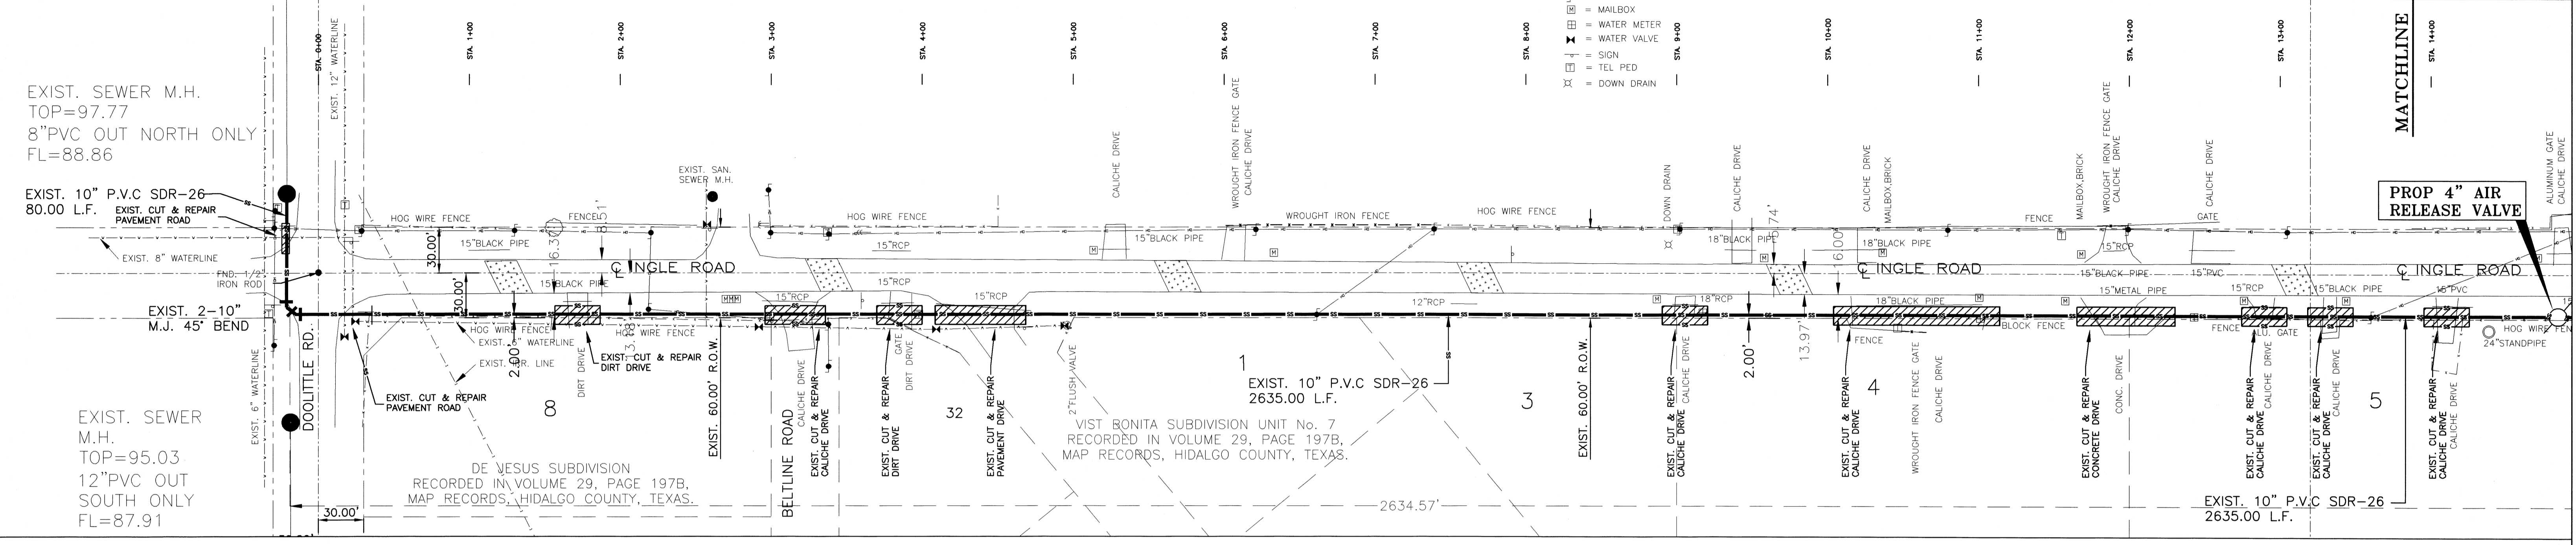 EXIST. SEWER M.H.
TOP=97.77
8"PVC OUT NORTH ONLY
FL=88.86
EXIST. 10" P.V.C SDR-26
80.00 L.F.
EXIST. CUT & REPAIR
PAVEMENT ROAD
EXIST. 8" WATERLINE
FND. 1/2"
IRON ROD
EXIST. 2-10"
M.J. 45° BEND
EXIST. SEWER
M.H.
TOP=95.03
12"PVC OUT
SOUTH ONLY
FL=87.91
EXIST. 6" WATERLINE
DOOLITTLE RD.
EXIST. 12" WATERLINE
STA. 0+00
STA. 1+00
STA. 2+00
STA. 3+00
STA. 4+00
STA. 5+00
STA. 6+00
STA. 7+00
STA. 8+00
STA. 9+00
STA. 10+00
STA. 11+00
STA. 12+00
STA. 13+00
STA. 14+00
M = MAILBOX
= WATER METER
= WATER VALVE
= SIGN
T = TEL PED
= DOWN DRAIN
MATCHLINE
EXIST. SAN.
SEWER M.H.
CALICHE DRIVE
WROUGHT IRON FENCE GATE
CALICHE DRIVE
DOWN DRAIN
CALICHE DRIVE
CALICHE DRIVE
MAILBOX,BRICK
MAILBOX,BRICK
WROUGHT IRON FENCE GATE
CALICHE DRIVE
CALICHE DRIVE
ALUMINUM GATE
CALICHE DRIVE
PROP 4" AIR
RELEASE VALVE
HOG WIRE FENCE
FENCE
HOG WIRE FENCE
WROUGHT IRON FENCE
HOG WIRE FENCE
FENCE
GATE
30.00'
15"BLACK PIPE
16.30'
15"RCP
15"BLACK PIPE
18"BLACK PIPE
16.00'
18"BLACK PIPE
15"RCP
℄ INGLE ROAD
℄ INGLE ROAD
℄ INGLE ROAD
30.00'
15"BLACK PIPE
15"RCP
15"RCP
15"RCP
12"RCP
18"RCP
18"BLACK PIPE
15"BLACK PIPE
15"METAL PIPE
15"PVC
15"RCP
15"BLACK PIPE
15"PVC
HOG WIRE FENCE
EXIST. 6" WATERLINE
2.00'
DIRT DRIVE
EXIST. CUT & REPAIR
DIRT DRIVE
EXIST. CUT & REPAIR
PAVEMENT ROAD
8
EXIST. 60.00' R.O.W.
BELTLINE ROAD
CALICHE DRIVE
EXIST. CUT & REPAIR
CALICHE DRIVE
EXIST. CUT & REPAIR
DIRT DRIVE
GATE
DIRT DRIVE
32
EXIST. CUT & REPAIR
PAVEMENT DRIVE
2"FLUSH VALVE
1
EXIST. 10" P.V.C SDR-26
2635.00 L.F.
3
EXIST. 60.00' R.O.W.
EXIST. CUT & REPAIR
CALICHE DRIVE
CALICHE DRIVE
2.00'
13.97'
FENCE
BLOCK FENCE
EXIST. CUT & REPAIR
CALICHE DRIVE
4
WROUGHT IRON FENCE GATE
CALICHE DRIVE
EXIST. CUT & REPAIR
CONCRETE DRIVE
CONC. DRIVE
FENCE
ALU. GATE
EXIST. CUT & REPAIR
CALICHE DRIVE
CALICHE DRIVE
EXIST. CUT & REPAIR
CALICHE DRIVE
CALICHE DRIVE
5
EXIST. CUT & REPAIR
CALICHE DRIVE
CALICHE DRIVE
24"STANDPIPE
DE JESUS SUBDIVISION
RECORDED IN VOLUME 29, PAGE 197B,
MAP RECORDS, HIDALGO COUNTY, TEXAS.
VIST BONITA SUBDIVISION UNIT No. 7
RECORDED IN VOLUME 29, PAGE 197B,
MAP RECORDS, HIDALGO COUNTY, TEXAS.
2634.57'
30.00'
EXIST. 10" P.V.C SDR-26
2635.00 L.F.